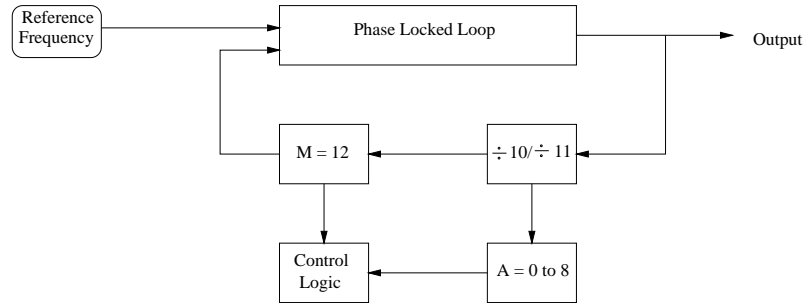 Reference
Frequency
Phase Locked Loop
Output
M = 12
÷10/÷ 11
Control
Logic
A = 0 to 8